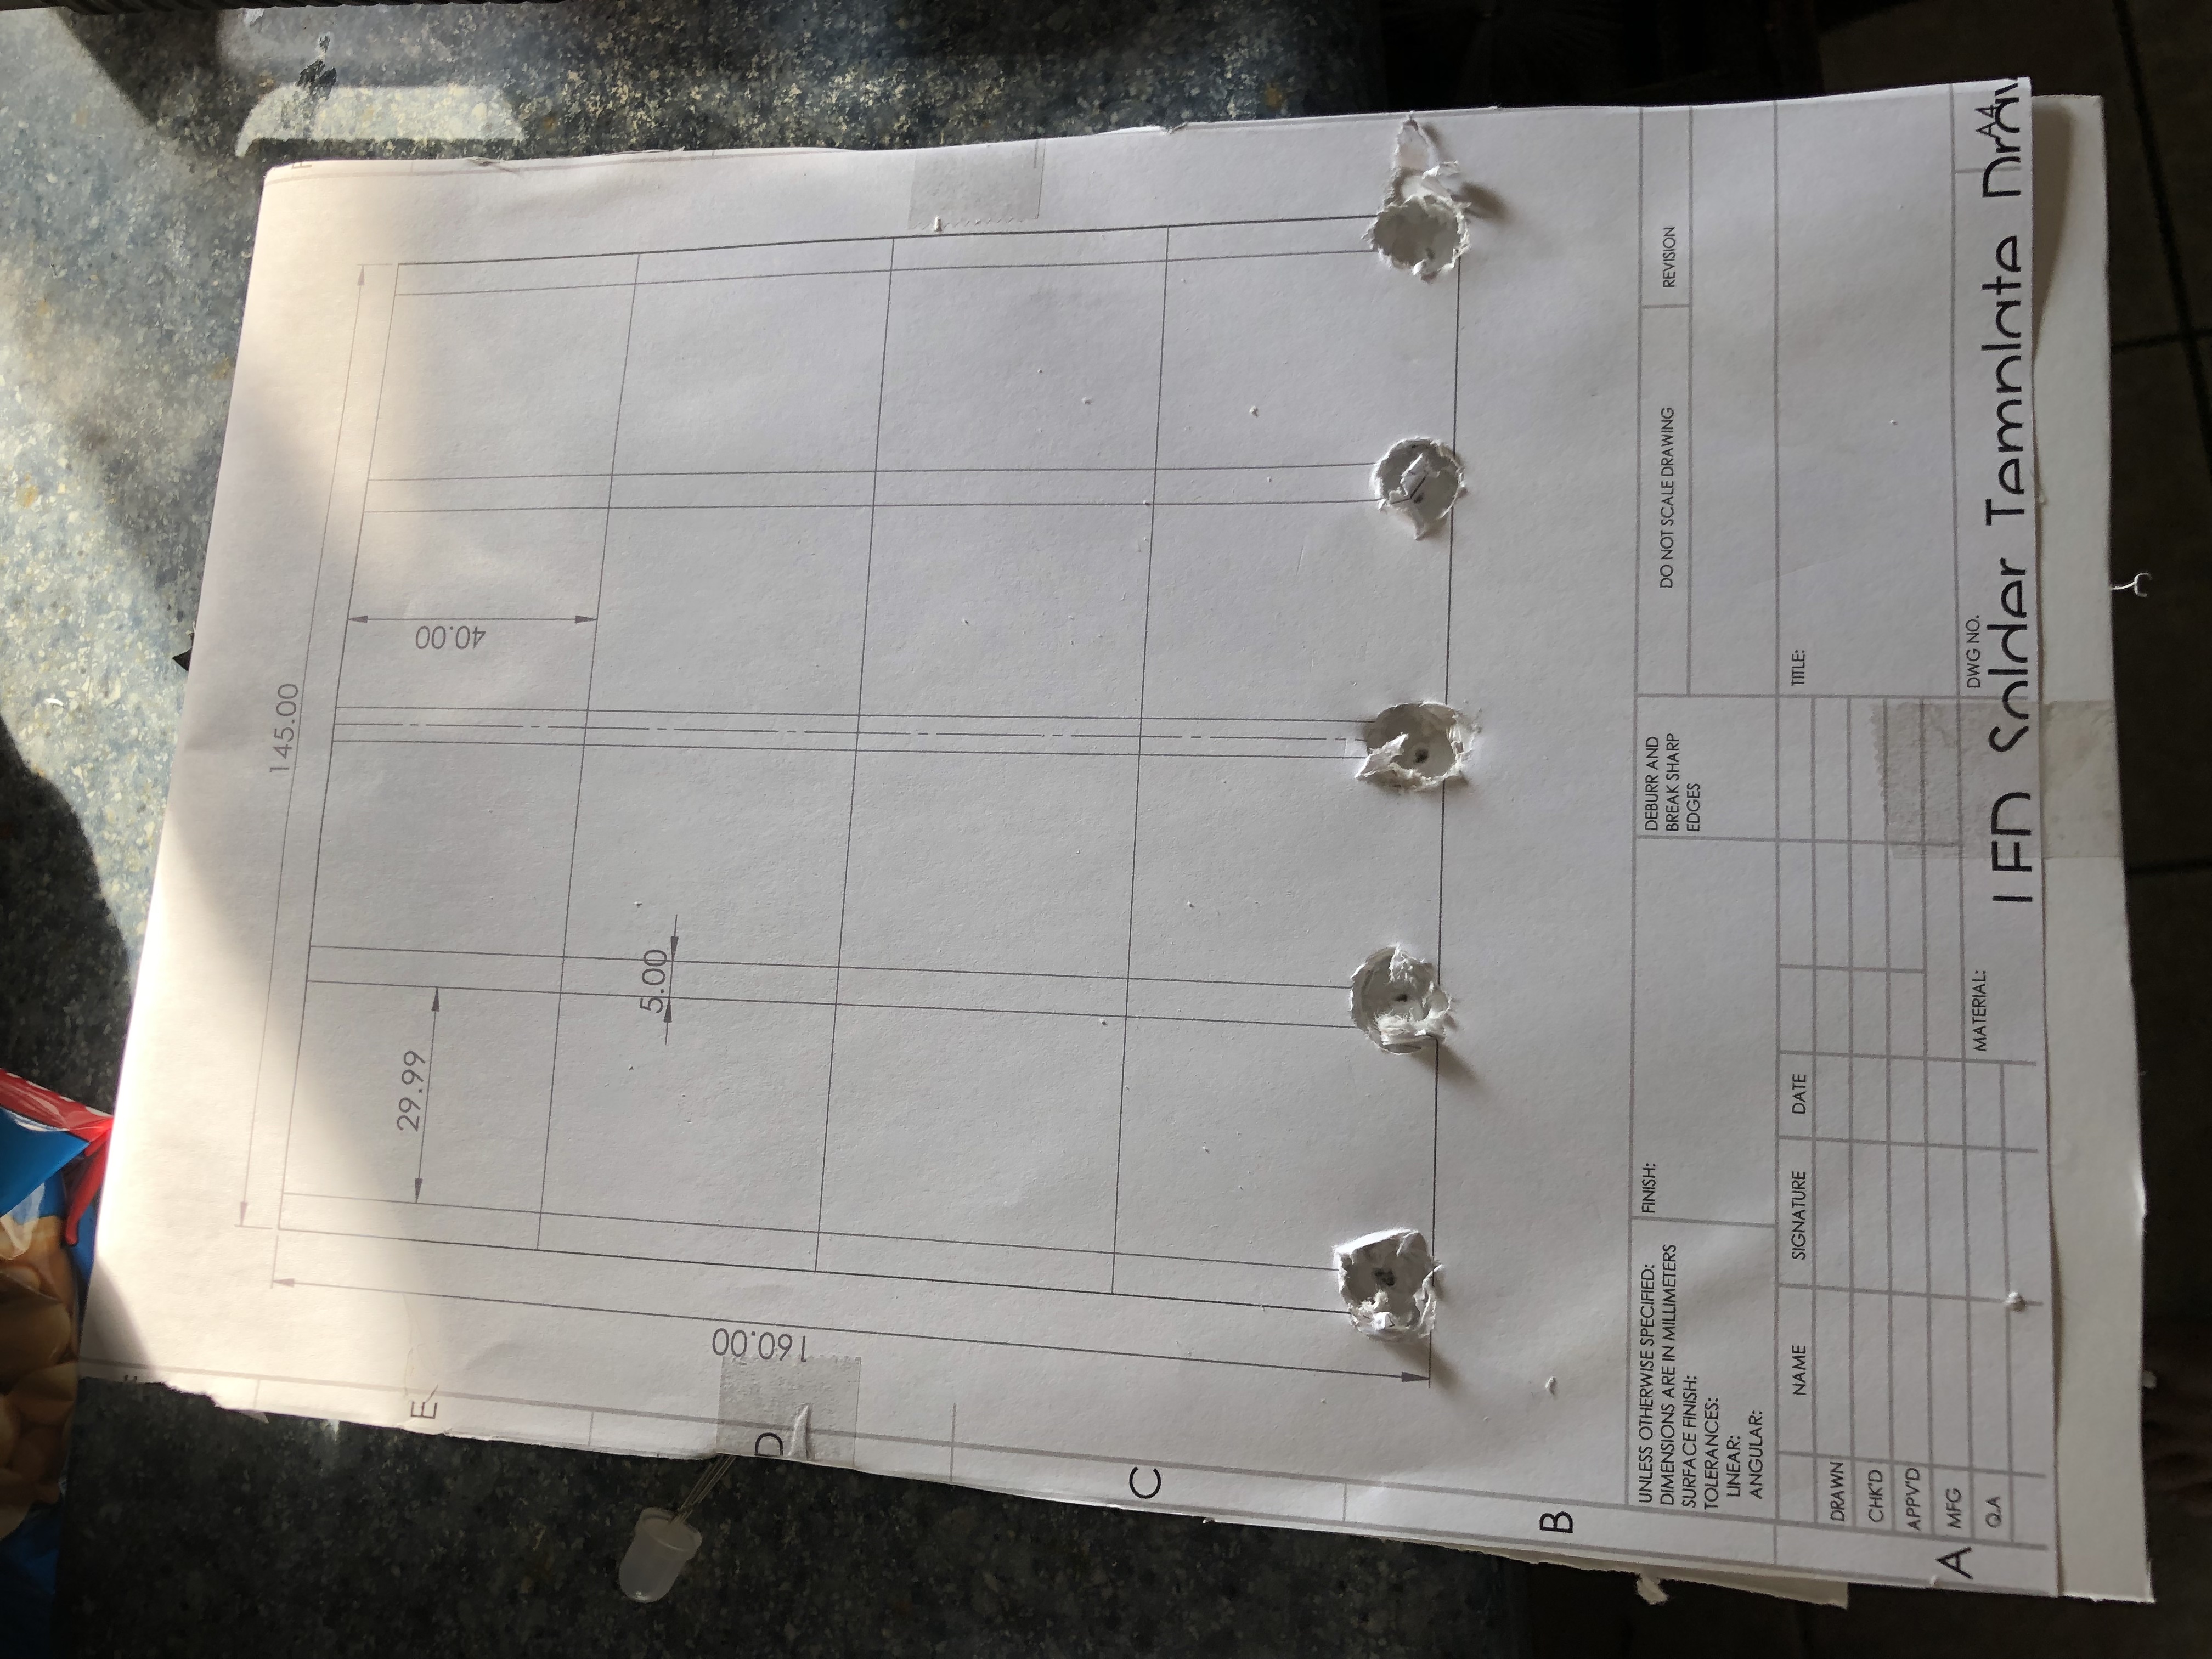 145.00
29.99
40.00
E
5.00
160.00
D
C
B
UNLESS OTHERWISE SPECIFIED:
DIMENSIONS ARE IN MILLIMETERS
SURFACE FINISH:
TOLERANCES:
LINEAR:
ANGULAR:
FINISH:
DEBURR AND
BREAK SHARP
EDGES
DO NOT SCALE DRAWING
REVISION
NAME
SIGNATURE
DATE
TITLE:
DRAWN
CHK'D
APPV'D
A
MFG
Q.A
MATERIAL:
DWG NO.
A4
LED Solder Template